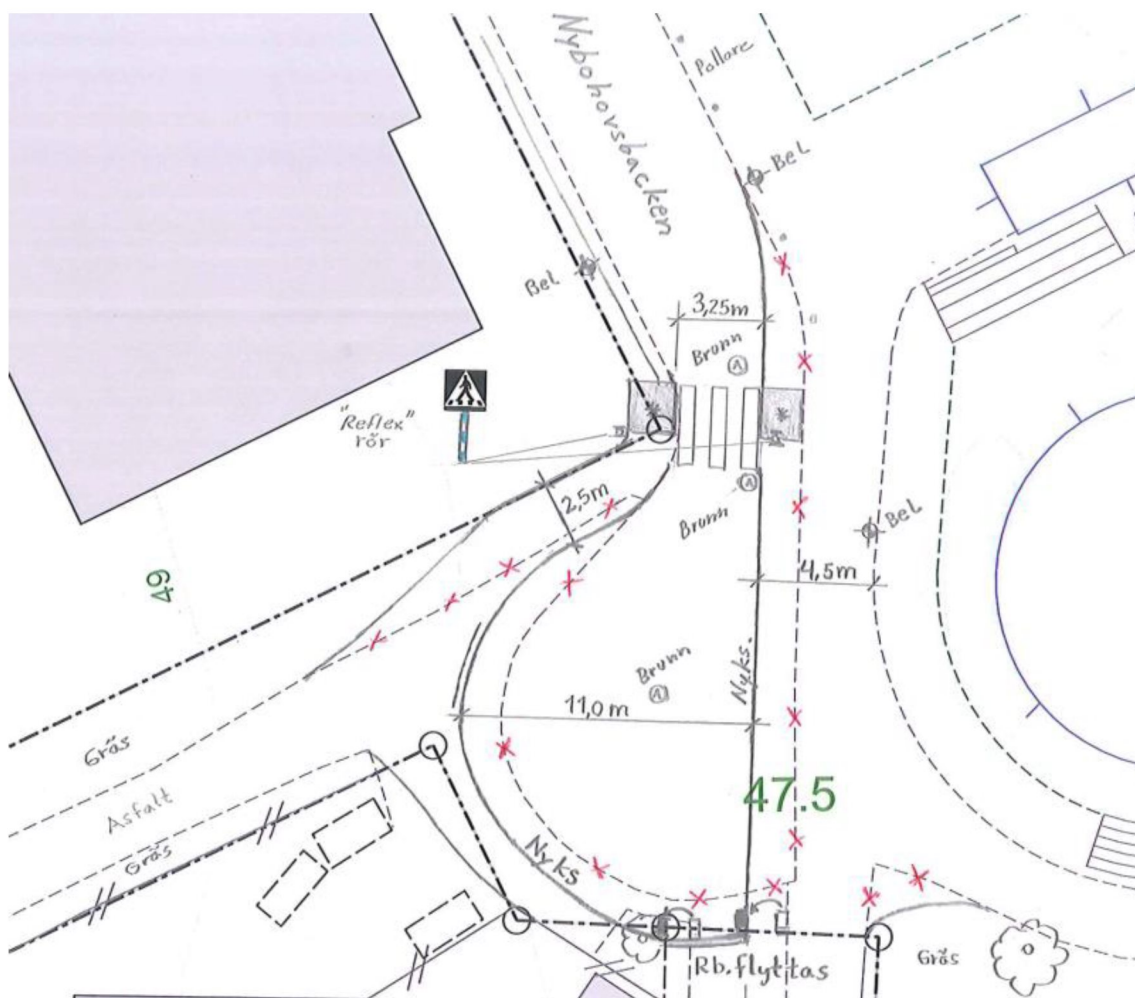 Nybohovsbacken
Pollare
Bel
Bel
3,25m
Brunn
A
"Reflex"
rör
2,5m
A
Brunn
Bel
4,5m
49
Brunn
A
Nyks.
11,0 m
Gräs
47.5
Asfalt
Gräs
Nyks
Rb.flyttas
Gräs